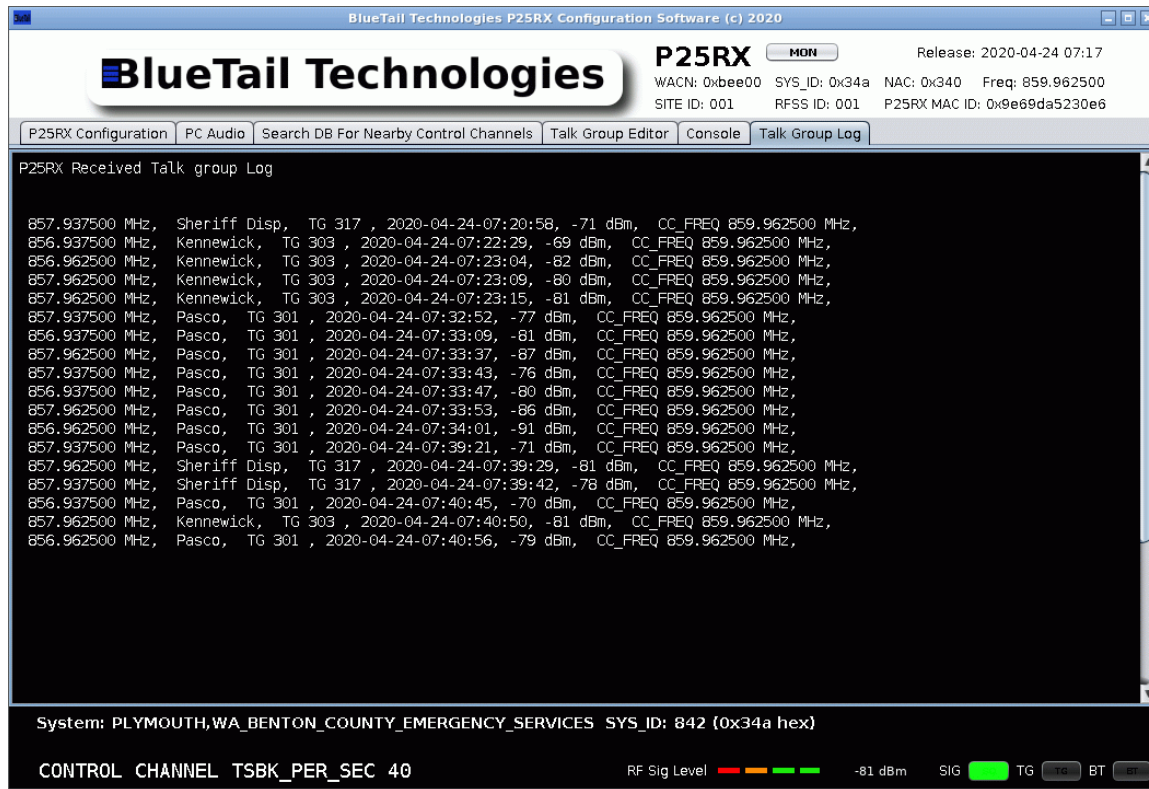 BlueTail Technologies P25RX Configuration Software (c) 2020
BlueTail Technologies
P25RX MON Release: 2020-04-24 07:17
WACN: 0xbee00 SYS_ID: 0x34a NAC: 0x340 Freq: 859.962500
SITE ID: 001 RFSS ID: 001 P25RX MAC ID: 0x9e69da5230e6
P25RX Configuration PC Audio Search DB For Nearby Control Channels Talk Group Editor Console Talk Group Log
P25RX Received Talk group Log
857.937500 MHz, Sheriff Disp, TG 317 , 2020-04-24-07:20:58, -71 dBm, CC_FREQ 859.962500 MHz,
856.937500 MHz, Kennewick, TG 303 , 2020-04-24-07:22:29, -69 dBm, CC_FREQ 859.962500 MHz,
856.962500 MHz, Kennewick, TG 303 , 2020-04-24-07:23:04, -82 dBm, CC_FREQ 859.962500 MHz,
857.937500 MHz, Kennewick, TG 303 , 2020-04-24-07:23:09, -80 dBm, CC_FREQ 859.962500 MHz,
857.962500 MHz, Kennewick, TG 303 , 2020-04-24-07:23:15, -81 dBm, CC_FREQ 859.962500 MHz,
857.937500 MHz, Pasco, TG 301 , 2020-04-24-07:32:52, -77 dBm, CC_FREQ 859.962500 MHz,
856.937500 MHz, Pasco, TG 301 , 2020-04-24-07:33:09, -81 dBm, CC_FREQ 859.962500 MHz,
857.962500 MHz, Pasco, TG 301 , 2020-04-24-07:33:37, -87 dBm, CC_FREQ 859.962500 MHz,
857.937500 MHz, Pasco, TG 301 , 2020-04-24-07:33:43, -76 dBm, CC_FREQ 859.962500 MHz,
856.937500 MHz, Pasco, TG 301 , 2020-04-24-07:33:47, -80 dBm, CC_FREQ 859.962500 MHz,
857.962500 MHz, Pasco, TG 301 , 2020-04-24-07:33:53, -86 dBm, CC_FREQ 859.962500 MHz,
856.962500 MHz, Pasco, TG 301 , 2020-04-24-07:34:01, -91 dBm, CC_FREQ 859.962500 MHz,
857.937500 MHz, Pasco, TG 301 , 2020-04-24-07:39:21, -71 dBm, CC_FREQ 859.962500 MHz,
857.962500 MHz, Sheriff Disp, TG 317 , 2020-04-24-07:39:29, -81 dBm, CC_FREQ 859.962500 MHz,
857.937500 MHz, Sheriff Disp, TG 317 , 2020-04-24-07:39:42, -78 dBm, CC_FREQ 859.962500 MHz,
856.937500 MHz, Pasco, TG 301 , 2020-04-24-07:40:45, -70 dBm, CC_FREQ 859.962500 MHz,
857.962500 MHz, Kennewick, TG 303 , 2020-04-24-07:40:50, -81 dBm, CC_FREQ 859.962500 MHz,
856.962500 MHz, Pasco, TG 301 , 2020-04-24-07:40:56, -79 dBm, CC_FREQ 859.962500 MHz,
System: PLYMOUTH,WA_BENTON_COUNTY_EMERGENCY_SERVICES SYS_ID: 842 (0x34a hex)
CONTROL CHANNEL TSBK_PER_SEC 40 RF Sig Level -81 dBm SIG TG TG BT BT